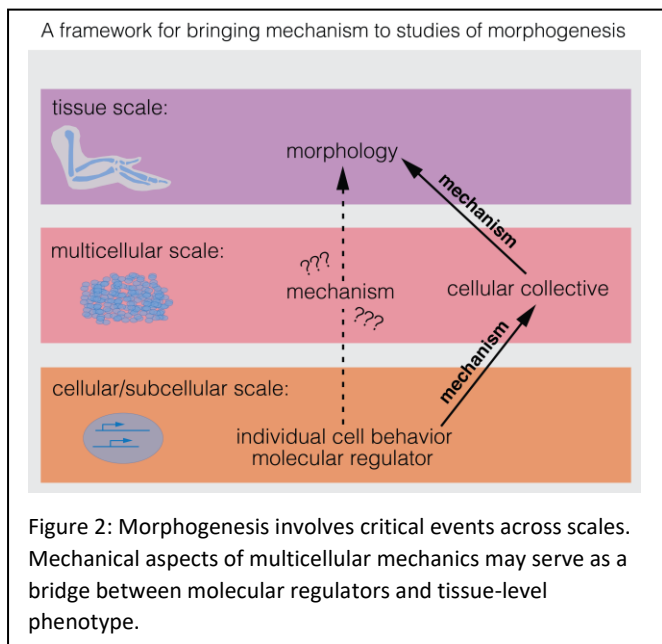 A framework for bringing mechanism to studies of morphogenesis
tissue scale:
morphology
mechanism
multicellular scale:
???
mechanism
???
cellular collective
mechanism
cellular/subcellular scale:
individual cell behavior
molecular regulator
Figure 2: Morphogenesis involves critical events across scales.
Mechanical aspects of multicellular mechanics may serve as a
bridge between molecular regulators and tissue-level
phenotype.